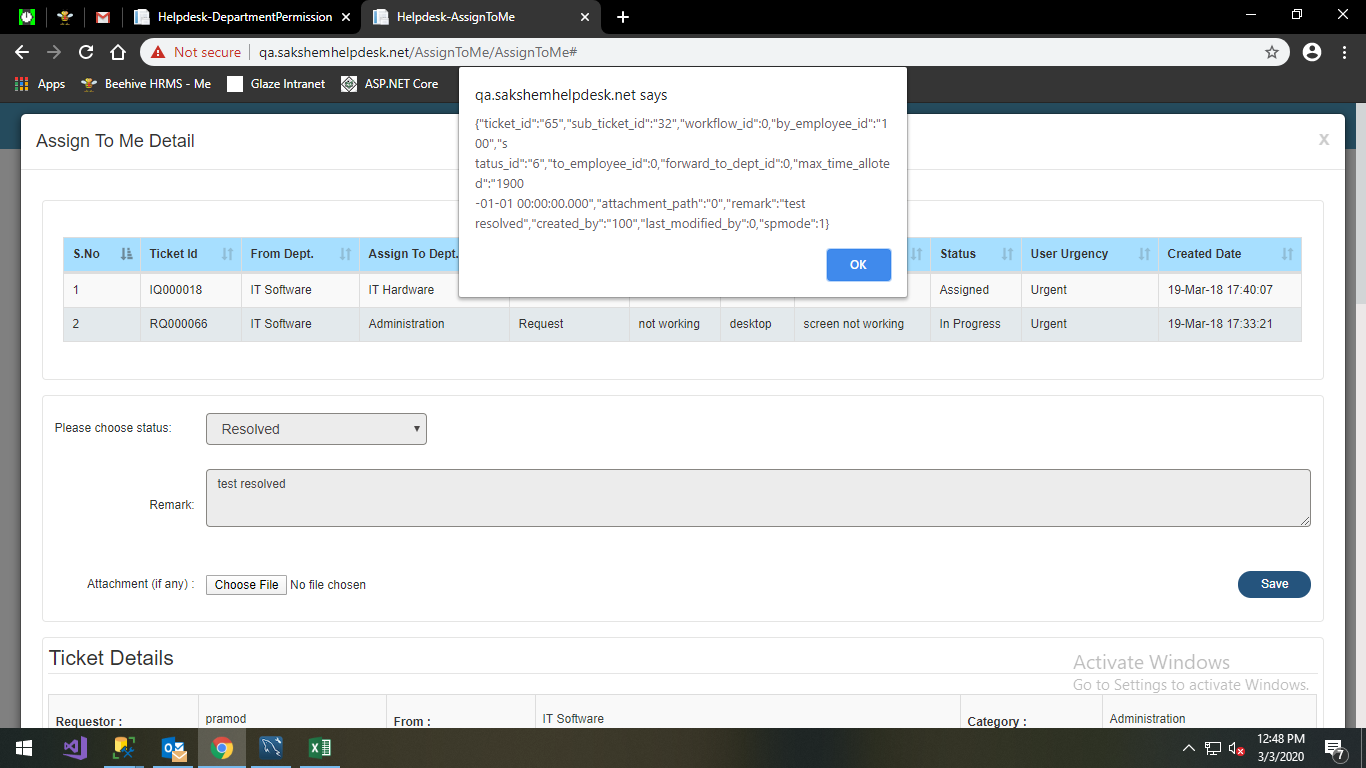 Helpdesk-DepartmentPermission
Helpdesk-AssignToMe
Not secure
qa.sakshemhelpdesk.net/AssignToMe/AssignToMe#
Apps
Beehive HRMS - Me
Glaze Intranet
ASP.NET Core
qa.sakshemhelpdesk.net says
{"ticket_id":"65","sub_ticket_id":"32","workflow_id":0,"by_employee_id":"1
00","s
tatus_id":"6","to_employee_id":0,"forward_to_dept_id":0,"max_time_allote
d":"1900
-01-01 00:00:00.000","attachment_path":"0","remark":"test
resolved","created_by":"100","last_modified_by":0,"spmode":1}
OK
Assign To Me Detail
x
S.No Ticket Id From Dept. Assign To Dept. Status User Urgency Created Date
1 IQ000018 IT Software IT Hardware Assigned Urgent 19-Mar-18 17:40:07
2 RQ000066 IT Software Administration Request not working desktop screen not working In Progress Urgent 19-Mar-18 17:33:21
Please choose status: Resolved
Remark: test resolved
Attachment (if any) : Choose File No file chosen
Save
Ticket Details
Activate Windows
Go to Settings to activate Windows.
Requestor : pramod From : IT Software Category : Administration
12:48 PM
3/3/2020
7